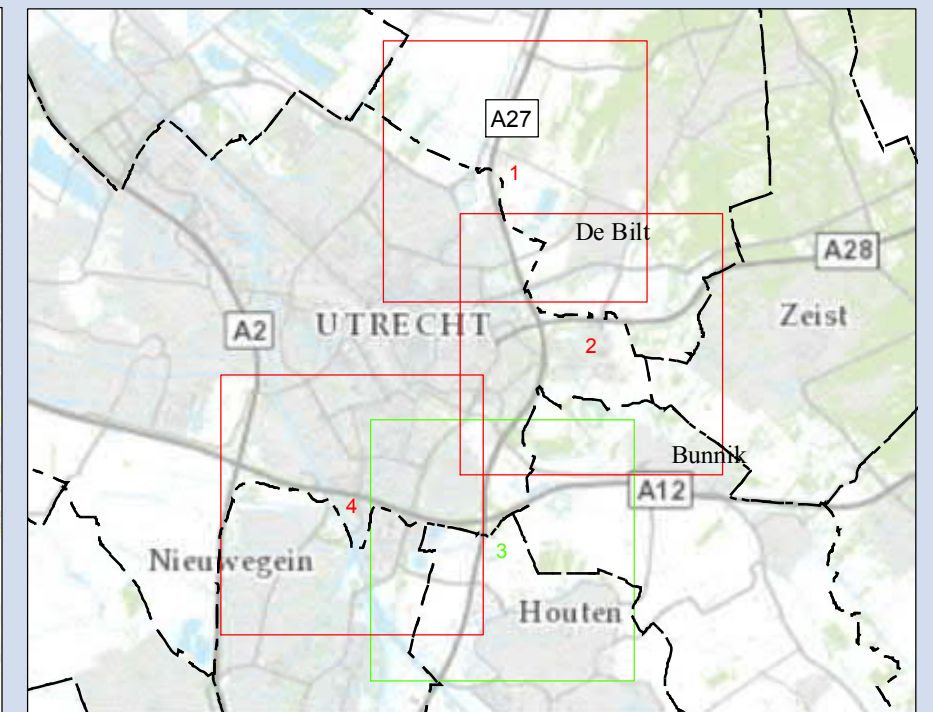 A27
1
De Bilt
A28
A2
UTRECHT
Zeist
2
Bunnik
A12
4
3
Nieuwegein
Houten